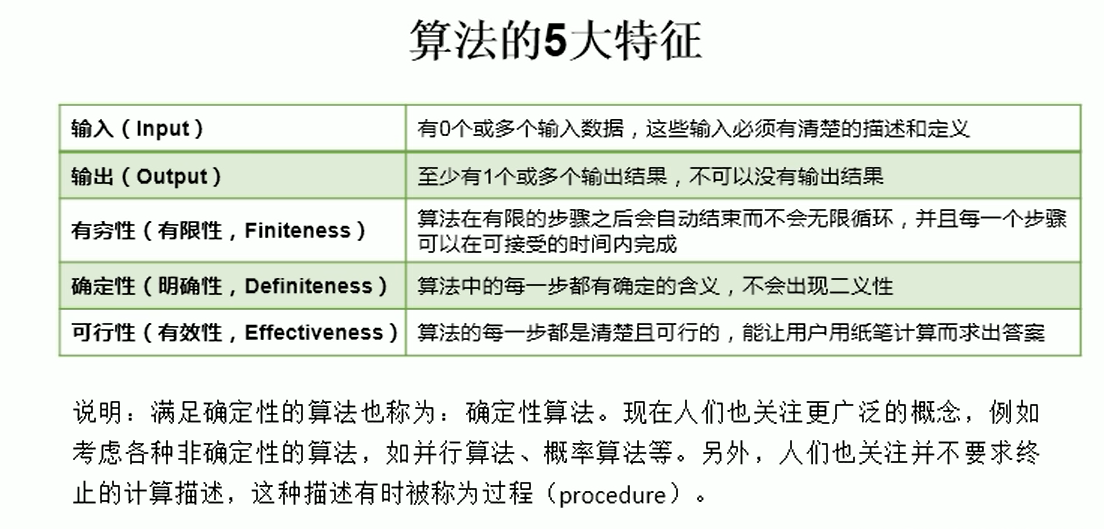 算法的5大特征
输入（Input） 有0个或多个输入数据，这些输入必须有清楚的描述和定义
输出（Output） 至少有1个或多个输出结果，不可以没有输出结果
有穷性（有限性，Finiteness） 算法在有限的步骤之后会自动结束而不会无限循环，并且每一个步骤
可以在可接受的时间内完成
确定性（明确性，Definiteness） 算法中的每一步都有确定的含义，不会出现二义性
可行性（有效性，Effectiveness） 算法的每一步都是清楚且可行的，能让用户用纸笔计算而求出答案
说明：满足确定性的算法也称为：确定性算法。现在人们也关注更广泛的概念，例如
考虑各种非确定性的算法，如并行算法、概率算法等。另外，人们也关注并不要求终
止的计算描述，这种描述有时被称为过程（procedure）。